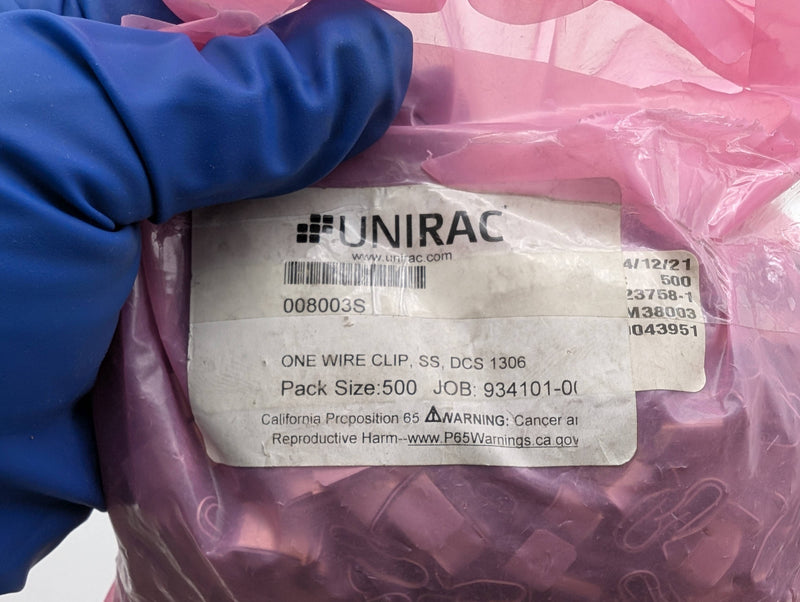 UNIRAC
www.unirac.com
008003S
ONE WIRE CLIP, SS, DCS 1306
Pack Size:500 JOB: 934101-0
California Proposition 65 WARNING: Cancer
Reproductive Harm--www.P65Warnings.ca.gov
4/12/21
500
23758-1
M38003
0043951